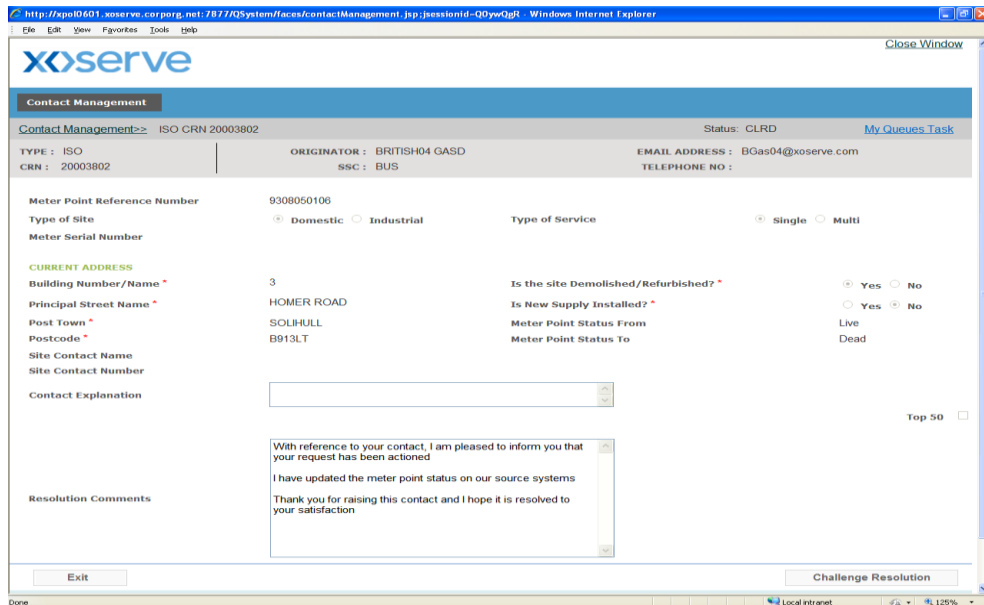 http://xpol0601.xoserve.corporg.net:7877/QSystem/faces/contactManagement.jsp;jsessionid=Q0ywQgR - Windows Internet Explorer
File Edit View Favorites Tools Help
Close Window
xoserve
Contact Management
Contact Management>> ISO CRN 20003802 Status: CLRD My Queues Task
TYPE : ISO ORIGINATOR : BRITISH04 GASD EMAIL ADDRESS : BGas04@xoserve.com
CRN : 20003802 SSC : BUS TELEPHONE NO :
Meter Point Reference Number 9308050106
Type of Site Domestic Industrial Type of Service Single Multi
Meter Serial Number
CURRENT ADDRESS
Building Number/Name * 3 Is the site Demolished/Refurbished? * Yes No
Principal Street Name * HOMER ROAD Is New Supply Installed? * Yes No
Post Town * SOLIHULL Meter Point Status From Live
Postcode * B913LT Meter Point Status To Dead
Site Contact Name
Site Contact Number
Contact Explanation
Top 50
With reference to your contact, I am pleased to inform you that
your request has been actioned
I have updated the meter point status on our source systems
Resolution Comments
Thank you for raising this contact and I hope it is resolved to
your satisfaction
Exit Challenge Resolution
Done Local intranet 125%